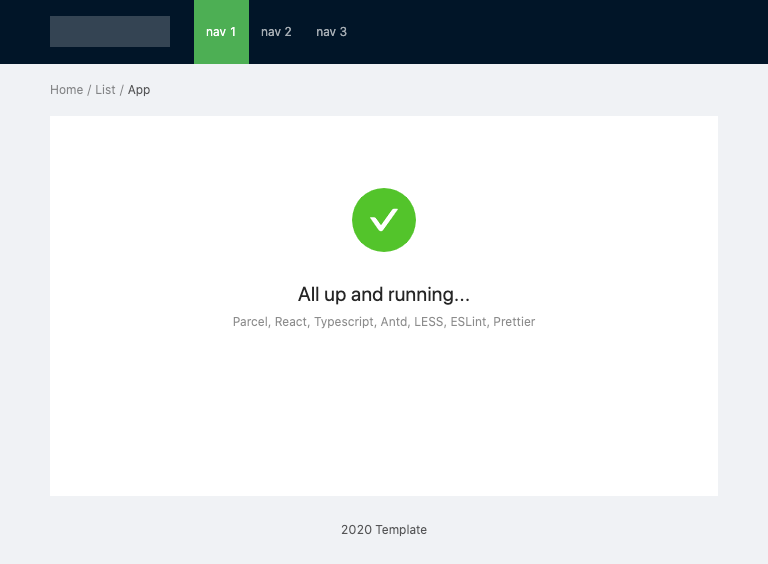 nav 1 nav 2 nav 3
Home / List / App
All up and running...
Parcel, React, Typescript, Antd, LESS, ESLint, Prettier
2020 Template